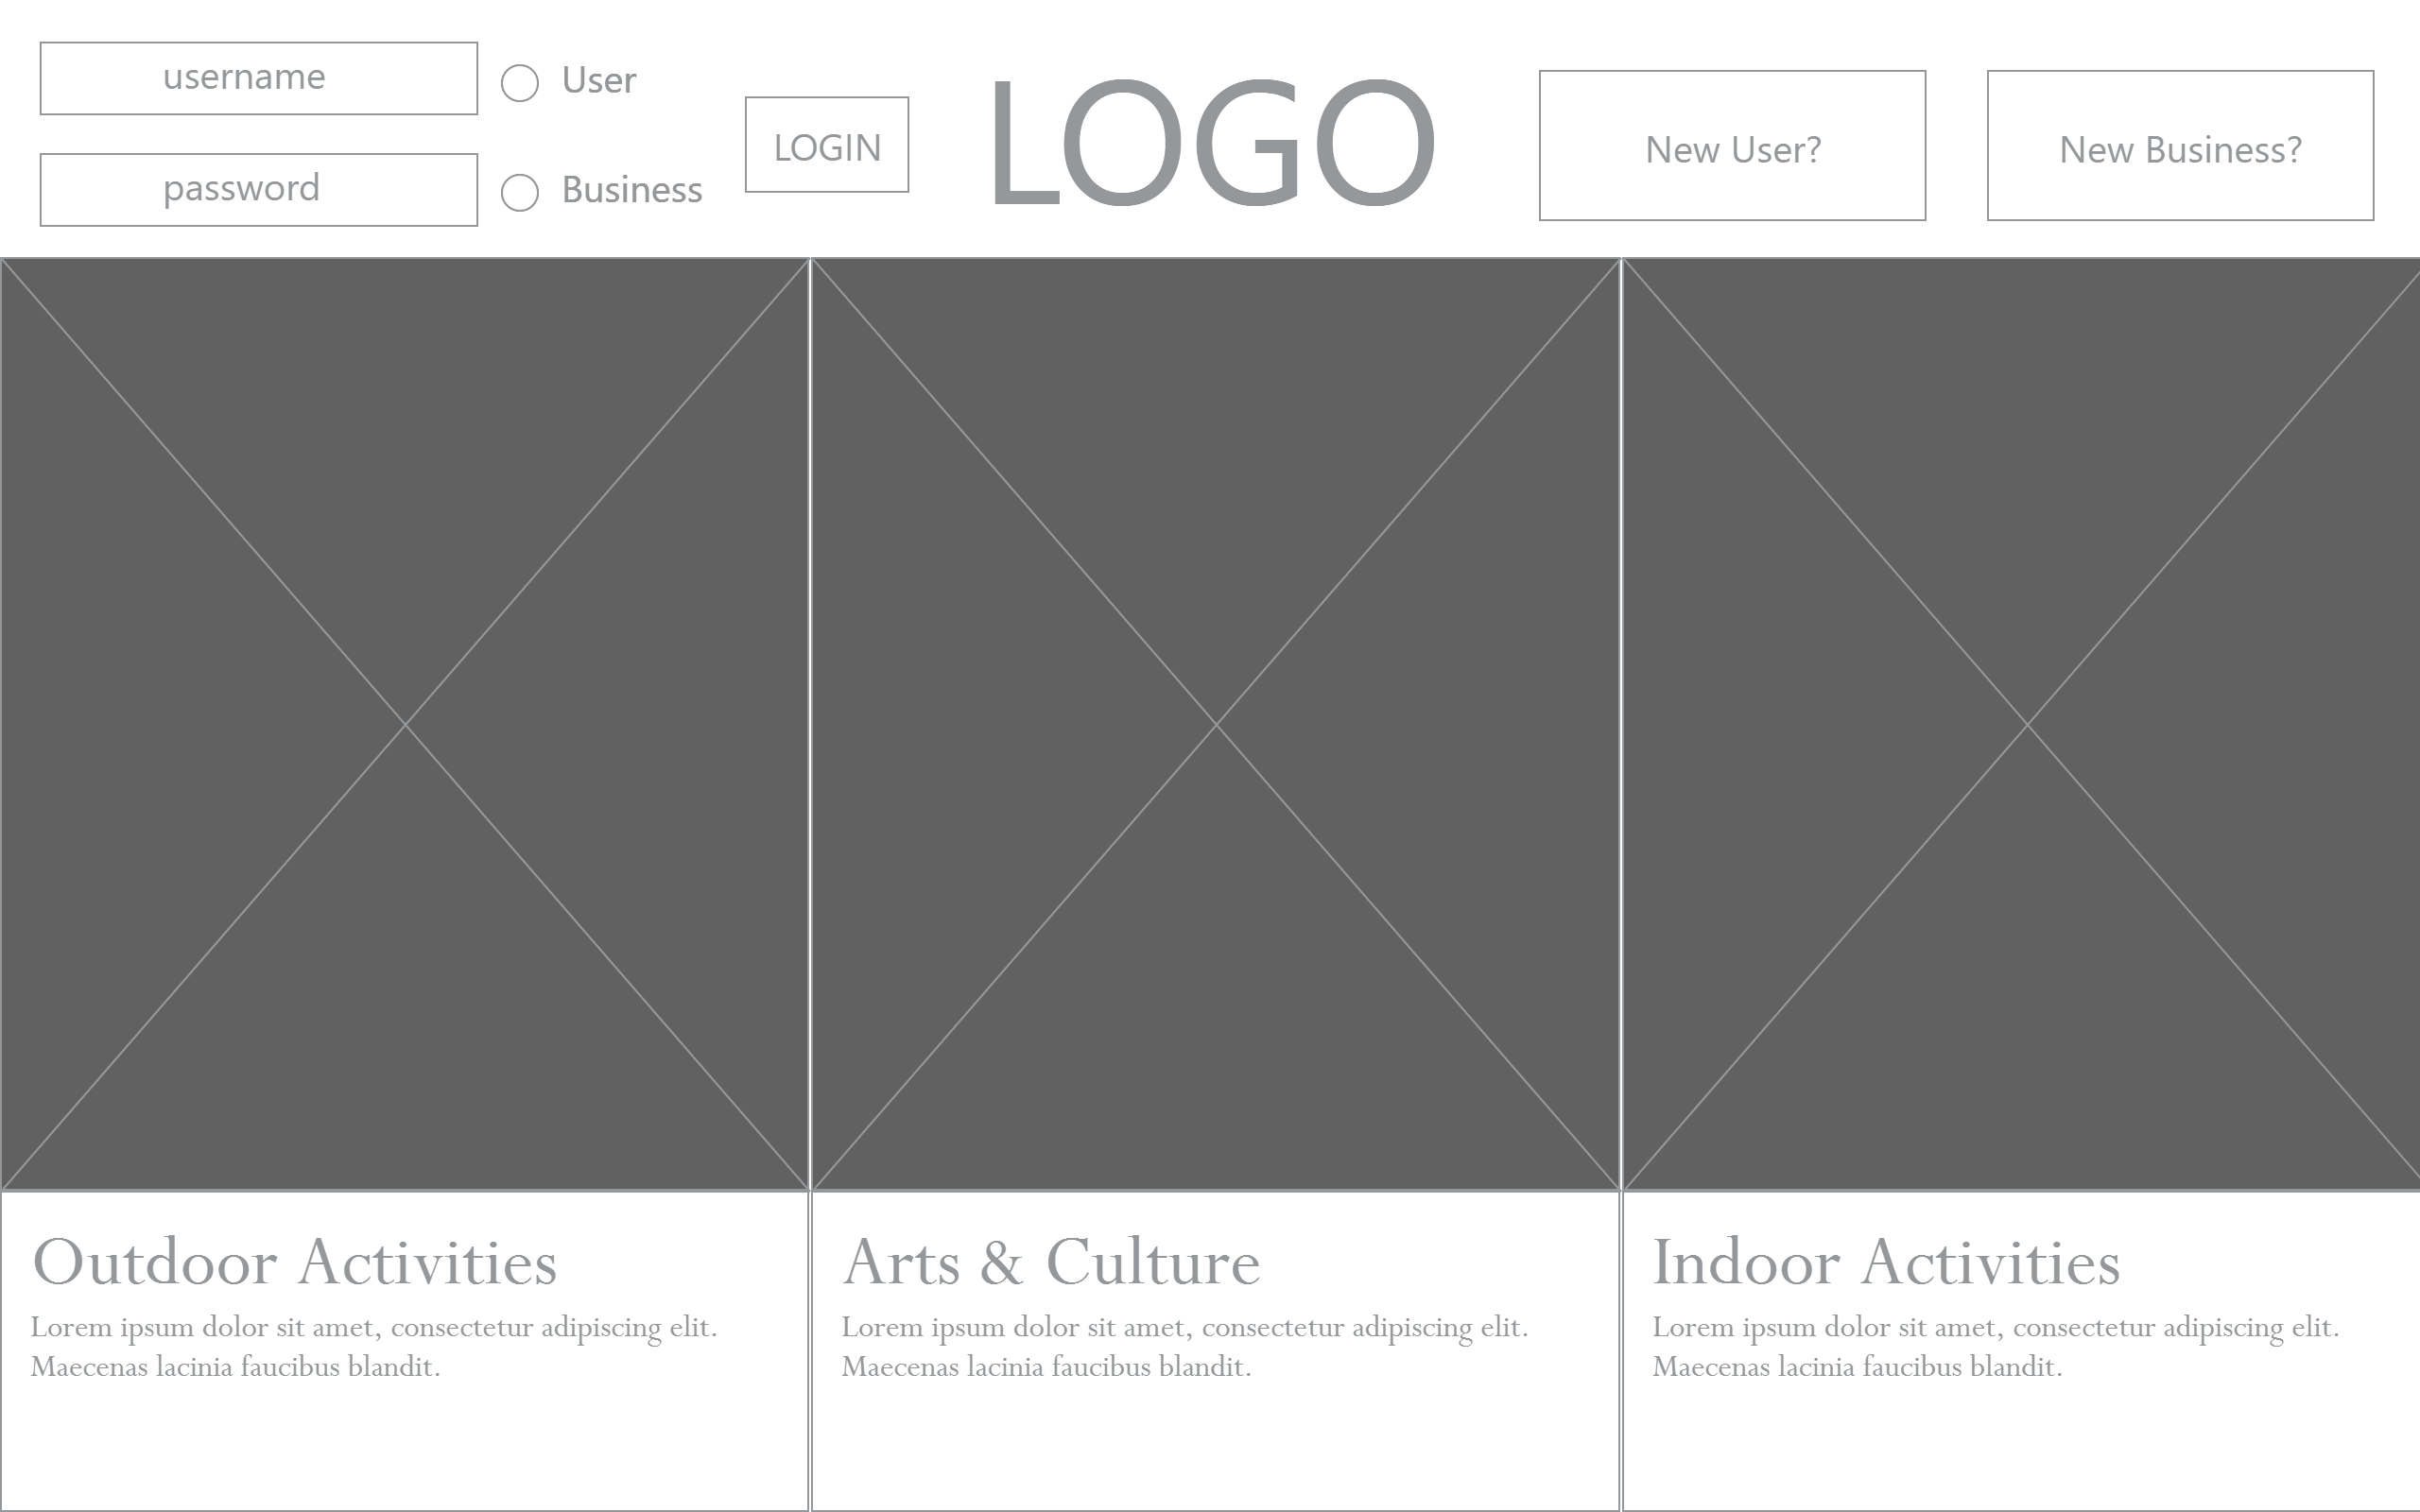 username
User
password
Business
LOGIN
LOGO
New User?
New Business?
Outdoor Activities
Lorem ipsum dolor sit amet, consectetur adipiscing elit.
Maecenas lacinia faucibus blandit.
Arts & Culture
Lorem ipsum dolor sit amet, consectetur adipiscing elit.
Maecenas lacinia faucibus blandit.
Indoor Activities
Lorem ipsum dolor sit amet, consectetur adipiscing elit.
Maecenas lacinia faucibus blandit.